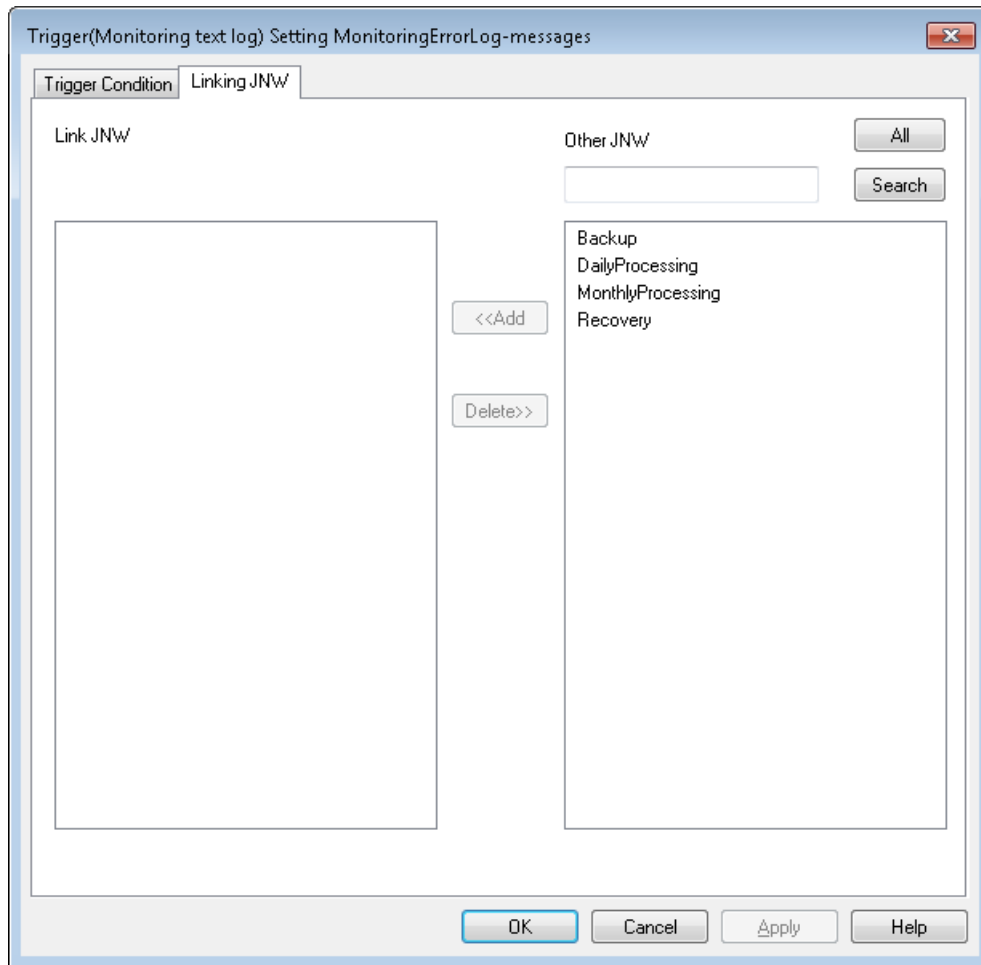 Trigger(Monitoring text log) Setting MonitoringErrorLog-messages
Trigger Condition
Linking JNW
Link JNW
Other JNW
All
Search
Backup
DailyProcessing
MonthlyProcessing
Recovery
<<Add
Delete>>
OK
Cancel
Apply
Help